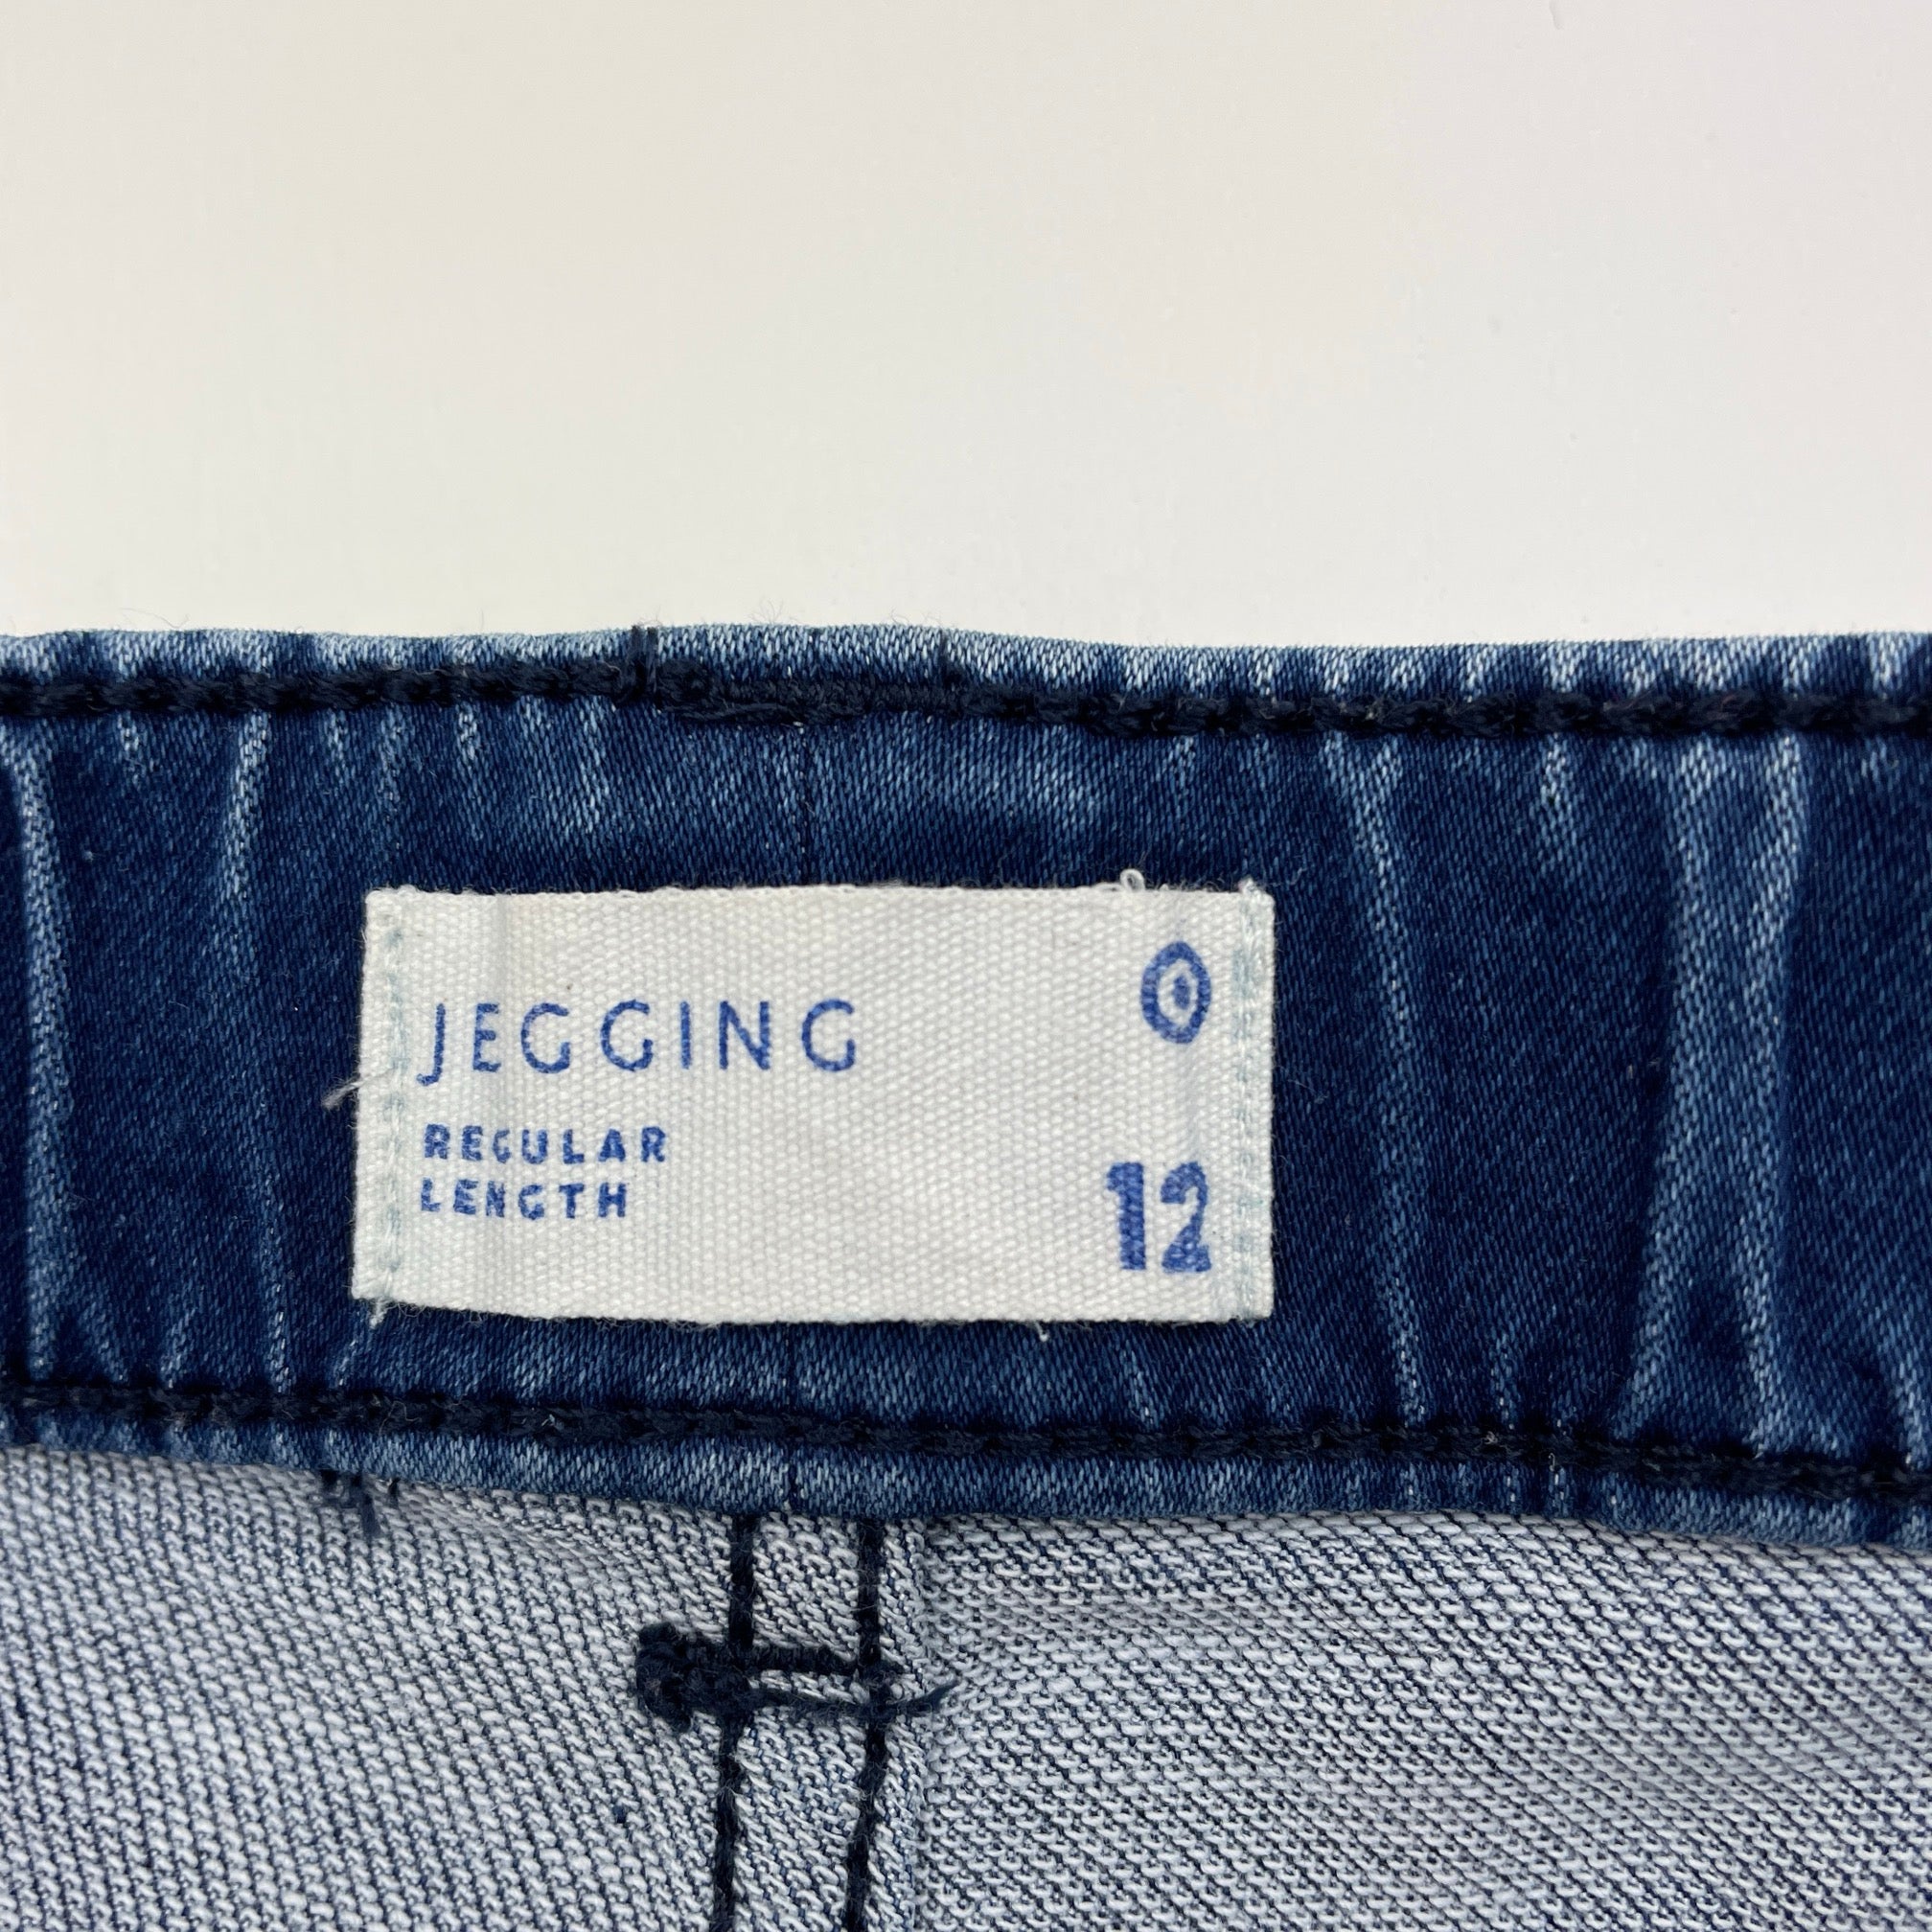 JEGGING
REGULAR
LENGTH
12